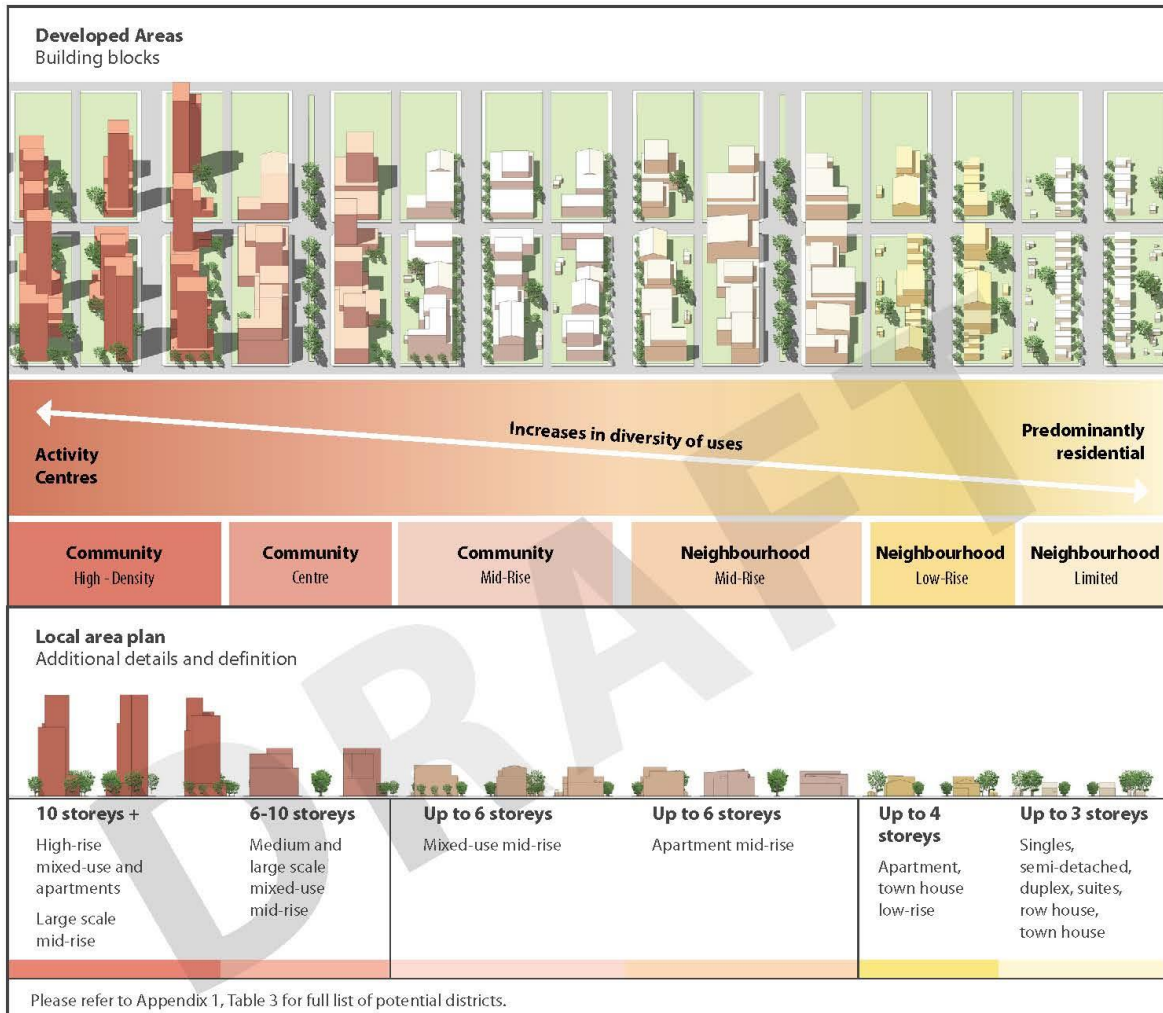 Developed Areas
Building blocks
Increases in diversity of uses
Activity
Centres
Predominantly
residential
Community
High - Density
Community
Centre
Community
Mid-Rise
Neighbourhood
Mid-Rise
Neighbourhood
Low-Rise
Neighbourhood
Limited
Local area plan
Additional details and definition
10 storeys +
High-rise
mixed-use and
apartments
Large scale
mid-rise
6-10 storeys
Medium and
large scale
mixed-use
mid-rise
Up to 6 storeys
Mixed-use mid-rise
Up to 6 storeys
Apartment mid-rise
Up to 4
storeys
Apartment,
town house
low-rise
Up to 3 storeys
Singles,
semi-detached,
duplex, suites,
row house,
town house
Please refer to Appendix 1, Table 3 for full list of potential districts.
DRAFT